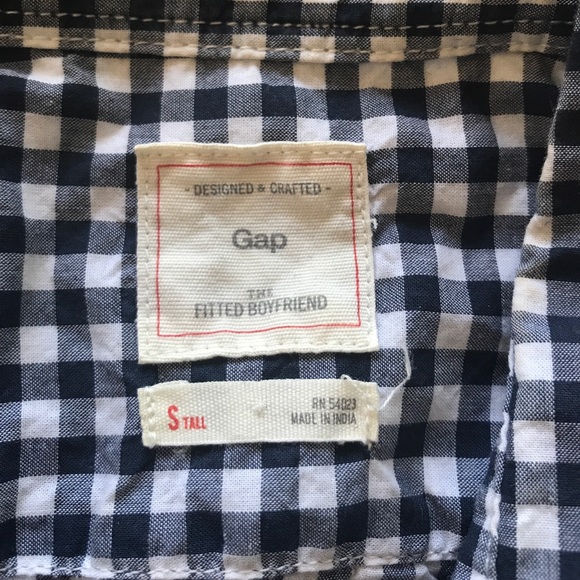 - DESIGNED & CRAFTED -
Gap
THE
FITTED BOYFRIEND
S TALL
RN 54023
MADE IN INDIA